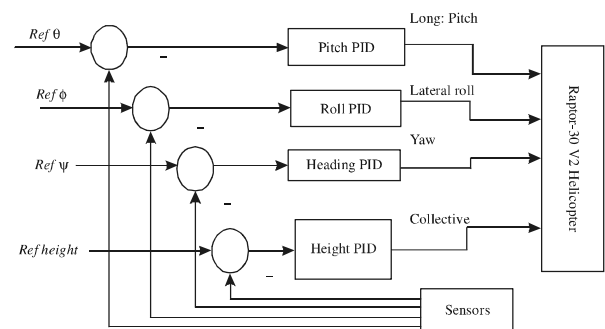 Long: Pitch
Ref θ
Pitch PID
−
Lateral roll
Ref ϕ
Roll PID
−
Yaw
Ref ψ
Heading PID
−
Collective
Ref height
Height PID
−
Raptor-30 V2 Helicopter
Sensors